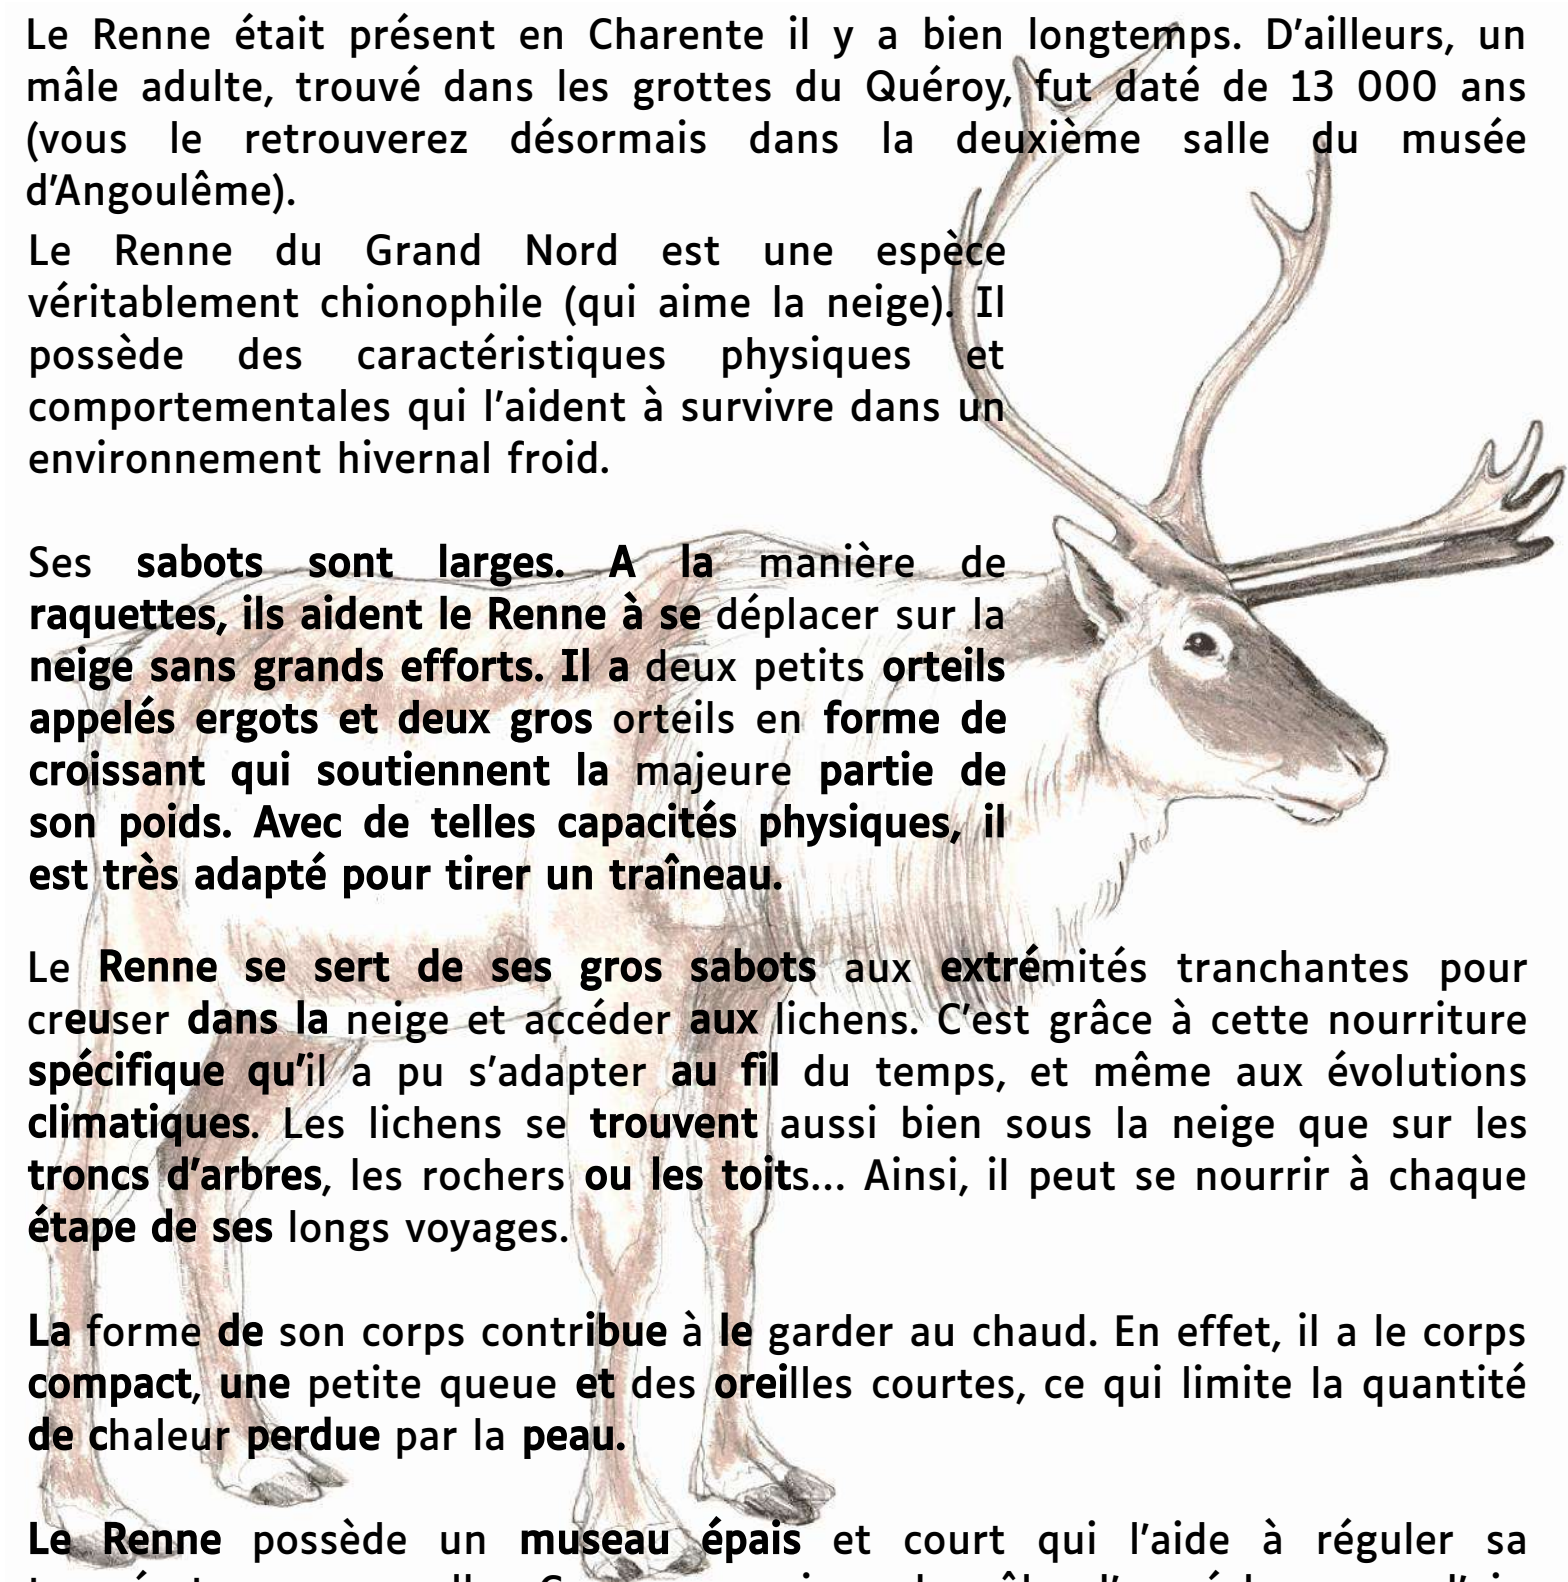 Le Renne était présent en Charente il y a bien longtemps. D'ailleurs, un
mâle adulte, trouvé dans les grottes du Quéroy, fut daté de 13 000 ans
(vous le retrouverez désormais dans la deuxième salle du musée
d'Angoulême).
Le Renne du Grand Nord est une espèce
véritablement chionophile (qui aime la neige). Il
possède des caractéristiques physiques et
comportementales qui l'aident à survivre dans un
environnement hivernal froid.
Ses sabots sont larges. A la manière de
raquettes, ils aident le Renne à se déplacer sur la
neige sans grands efforts. Il a deux petits orteils
appelés ergots et deux gros orteils en forme de
croissant qui soutiennent la majeure partie de
son poids. Avec de telles capacités physiques, il
est très adapté pour tirer un traîneau.
Le Renne se sert de ses gros sabots aux extrémités tranchantes pour
creuser dans la neige et accéder aux lichens. C'est grâce à cette nourriture
spécifique qu'il a pu s'adapter au fil du temps, et même aux évolutions
climatiques. Les lichens se trouvent aussi bien sous la neige que sur les
troncs d'arbres, les rochers ou les toits... Ainsi, il peut se nourrir à chaque
étape de ses longs voyages.
La forme de son corps contribue à le garder au chaud. En effet, il a le corps
compact, une petite queue et des oreilles courtes, ce qui limite la quantité
de chaleur perdue par la peau.
Le Renne possède un museau épais et court qui l'aide à réguler sa